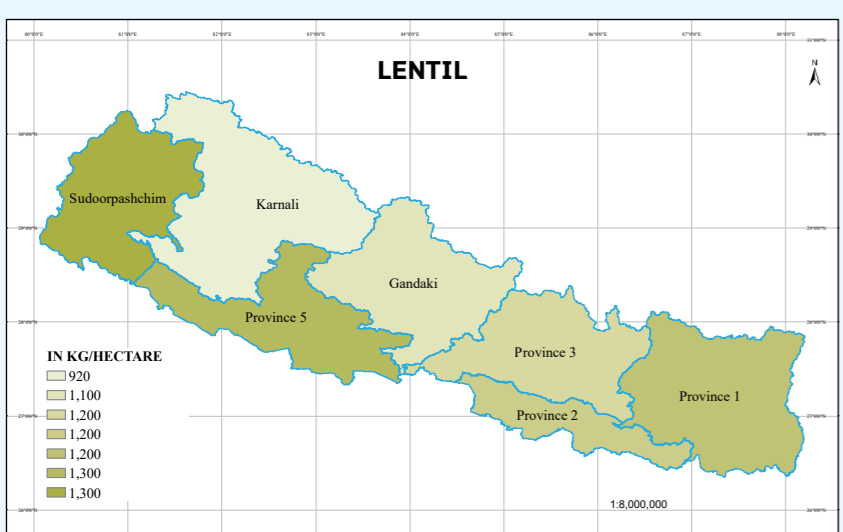 LENTIL
N
Sudoorpashchim
Karnali
Gandaki
Province 5
Province 3
Province 1
Province 2
IN KG/HECTARE
920
1,100
1,200
1,200
1,200
1,300
1,300
1:8,000,000